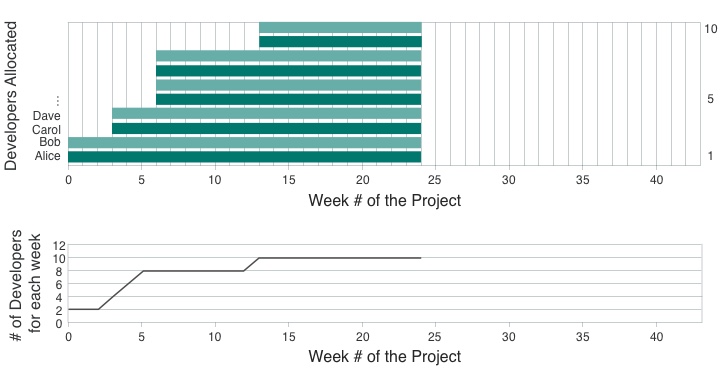 Developers Allocated
10
5
1
⋮
Dave
Carol
Bob
Alice
0 5 10 15 20 25 30 35 40
Week # of the Project
# of Developers
for each week
12
10
8
6
4
2
0
0 5 10 15 20 25 30 35 40
Week # of the Project